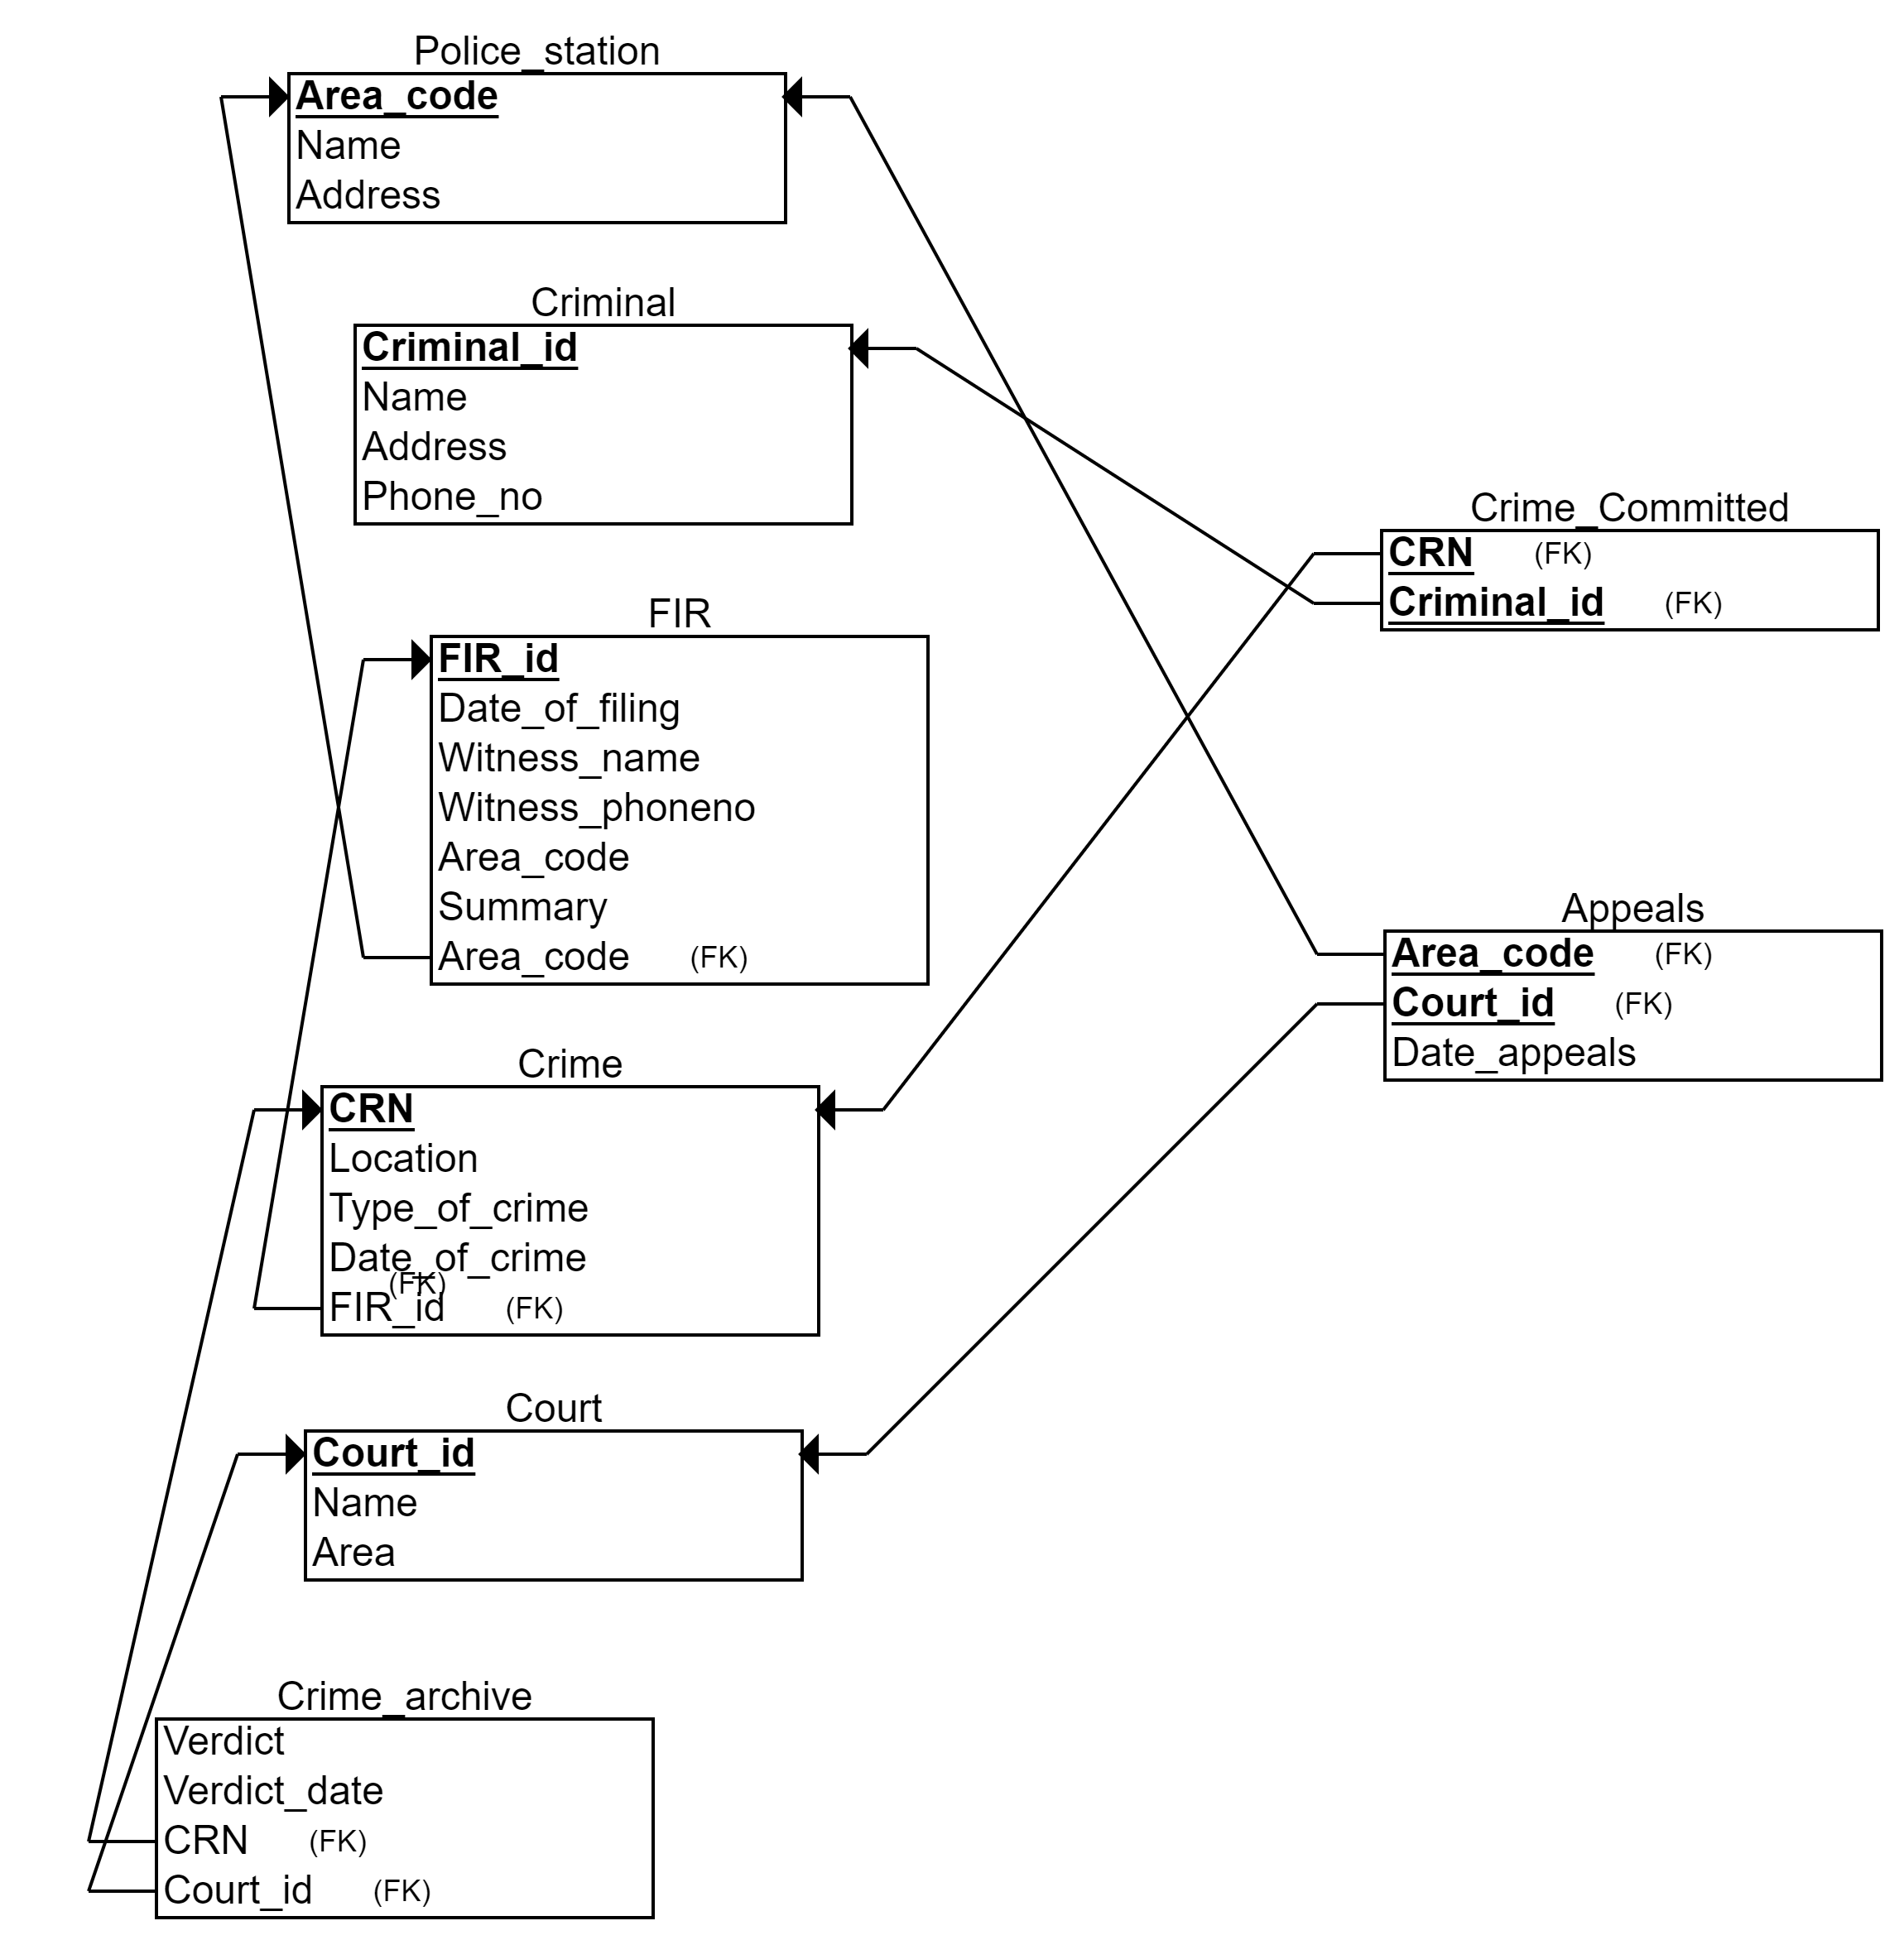 Police_station
Area_code
Name
Address
Criminal
Criminal_id
Name
Address
Phone_no
Crime_Committed
CRN (FK)
Criminal_id (FK)
FIR
FIR_id
Date_of_filing
Witness_name
Witness_phoneno
Area_code
Summary
Area_code (FK)
Appeals
Area_code (FK)
Court_id (FK)
Date_appeals
Crime
CRN
Location
Type_of_crime
Date_of_crime
(FK)
FIR_id (FK)
Court
Court_id
Name
Area
Crime_archive
Verdict
Verdict_date
CRN (FK)
Court_id (FK)